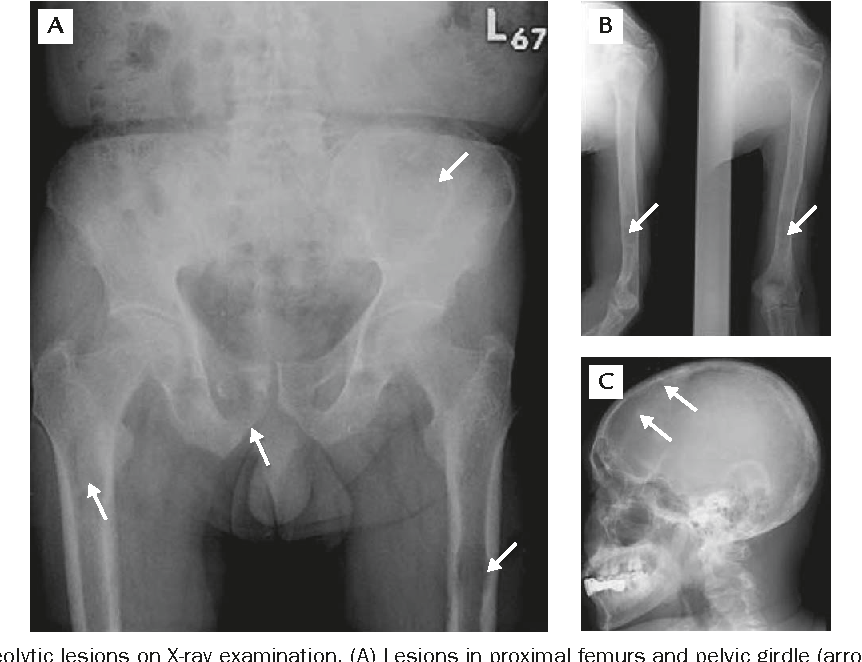 A
L67
B
C
eolytic lesions on X-ray examination. (A) Lesions in proximal femurs and pelvic girdle (arro